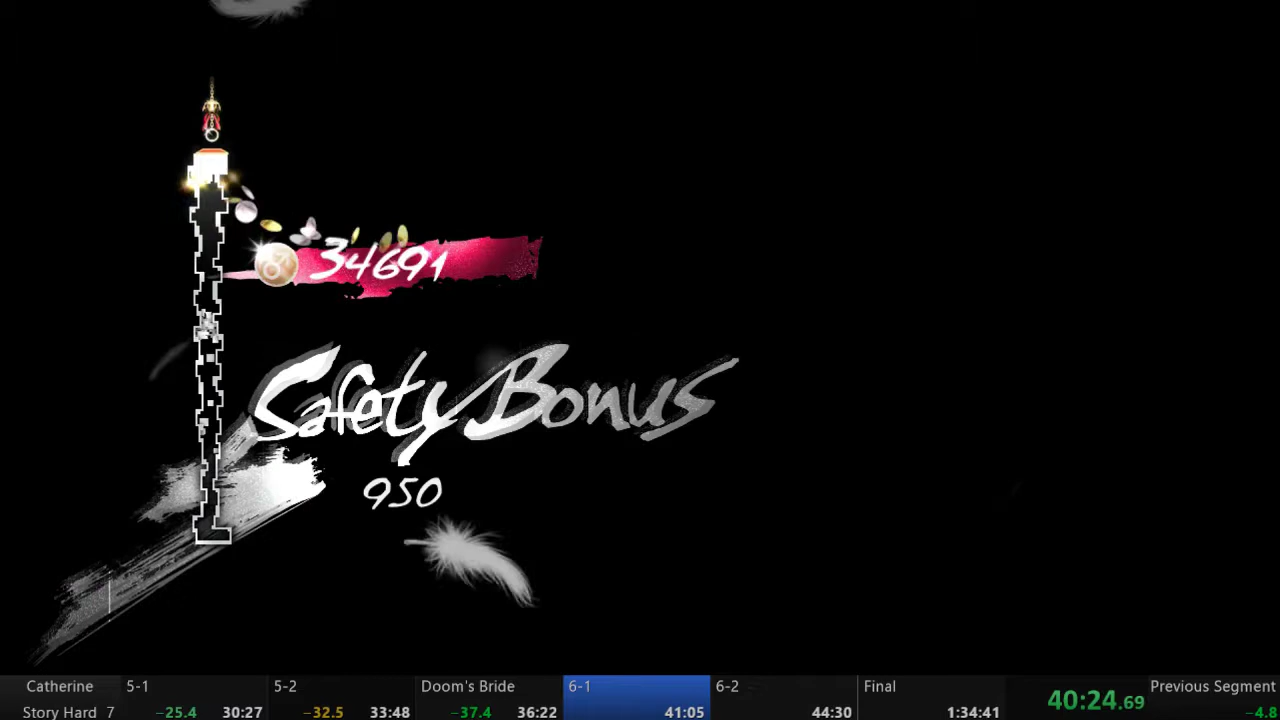 34691
Safety Bonus
950
Catherine 5-1 5-2 Doom's Bride 6-1 6-2 Final 40:24.69 Previous Segment
Story Hard 7 −25.4 30:27 −32.5 33:48 −37.4 36:22 41:05 44:30 1:34:41 −4.8